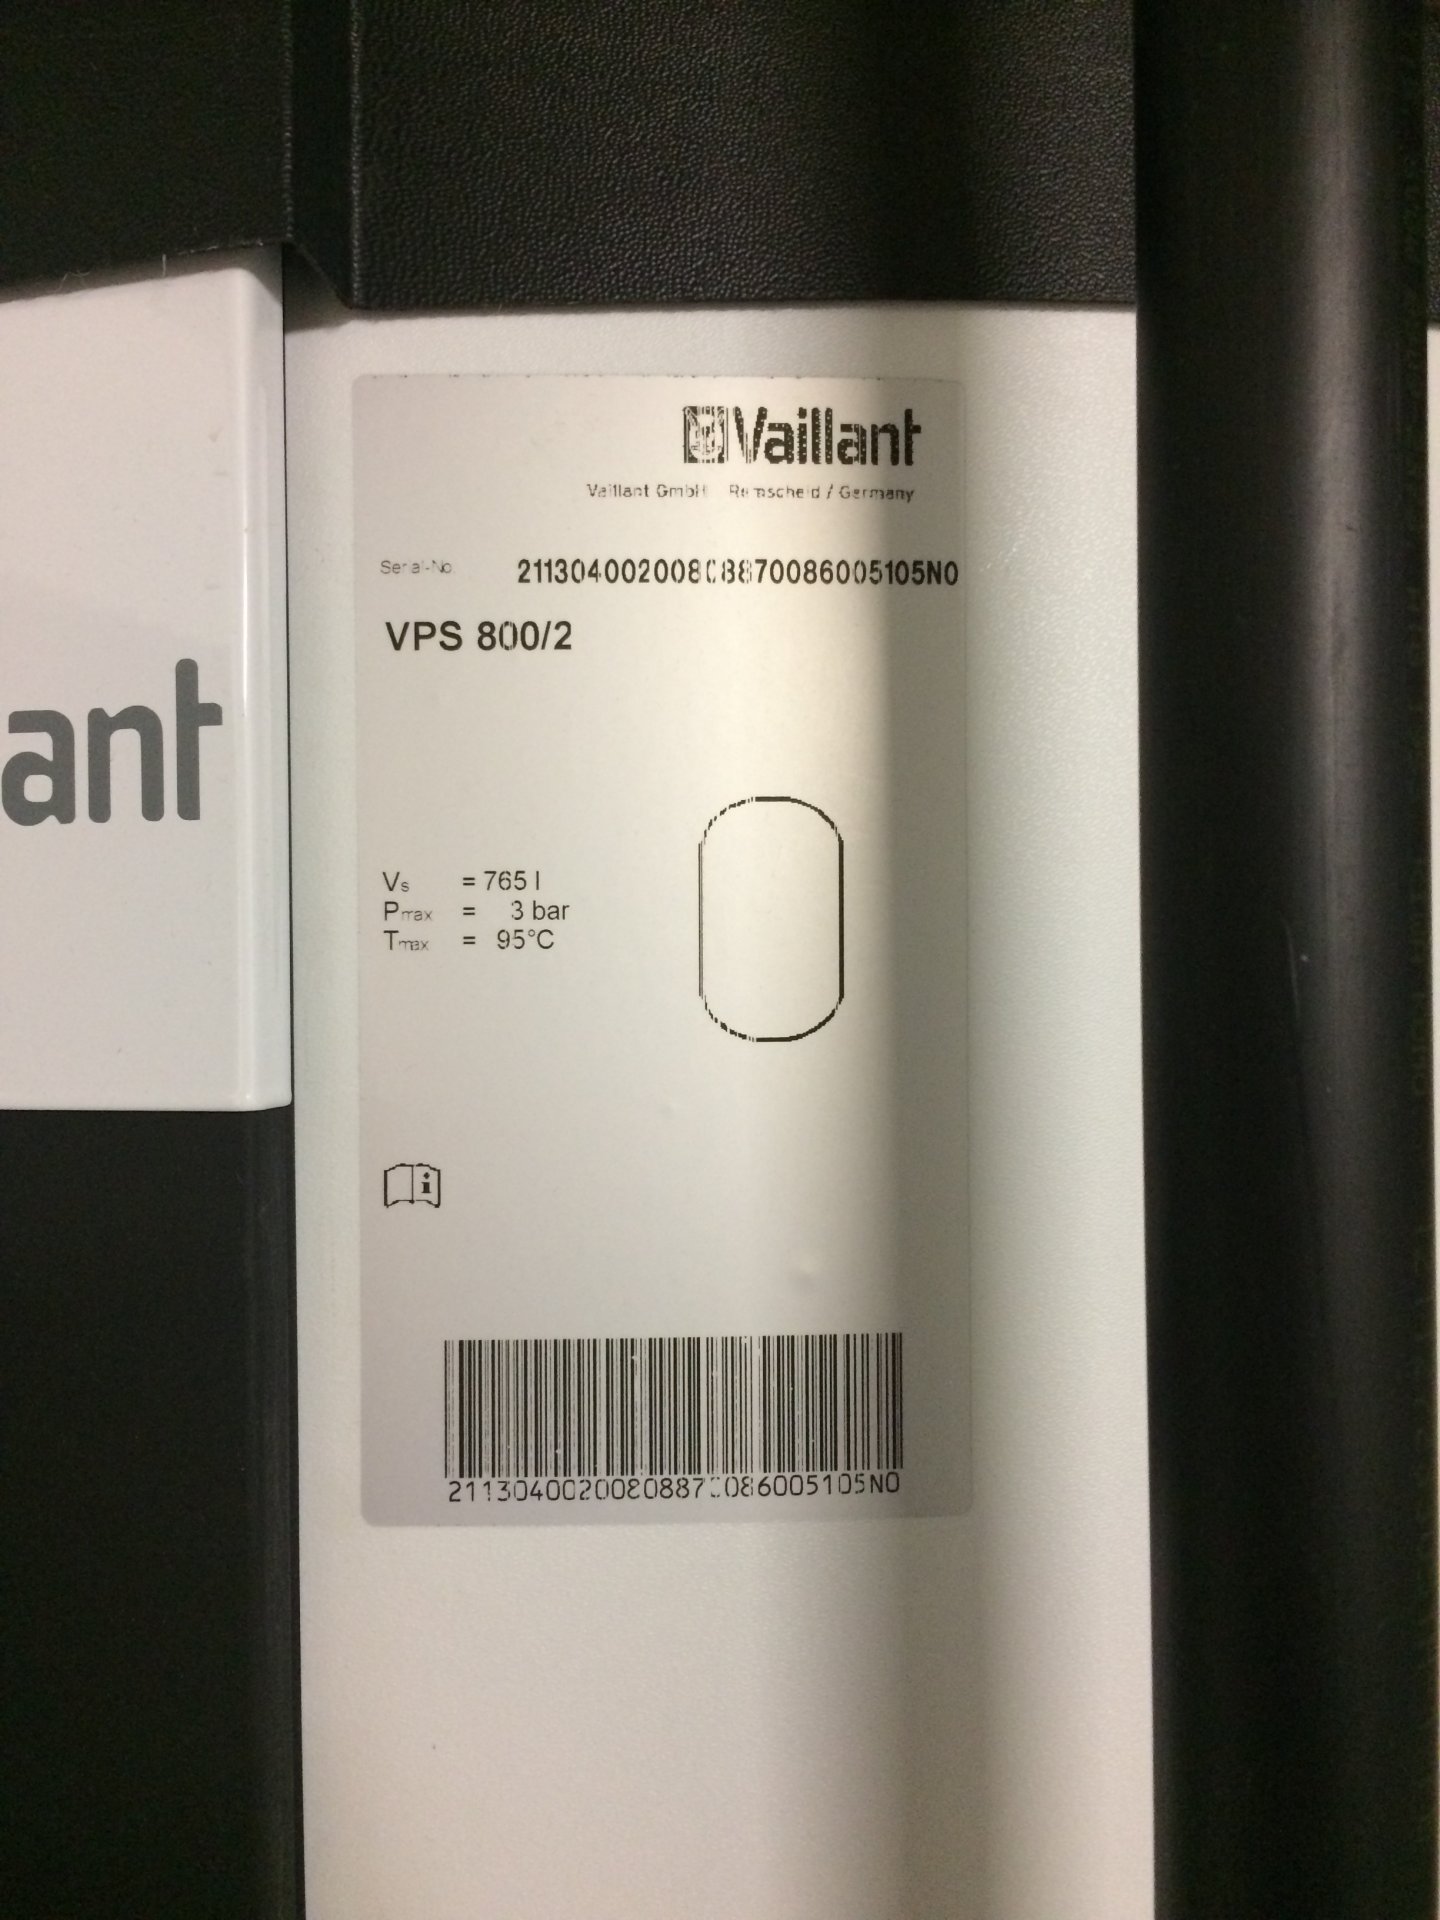 Vaillant
Vaillant GmbH Remscheid / Germany
Serial-No. 21130400200808870086005105N0
VPS 800/2
ant
Vs = 765 l
Pmax = 3 bar
Tmax = 95°C
i
21130400200808870086005105N0